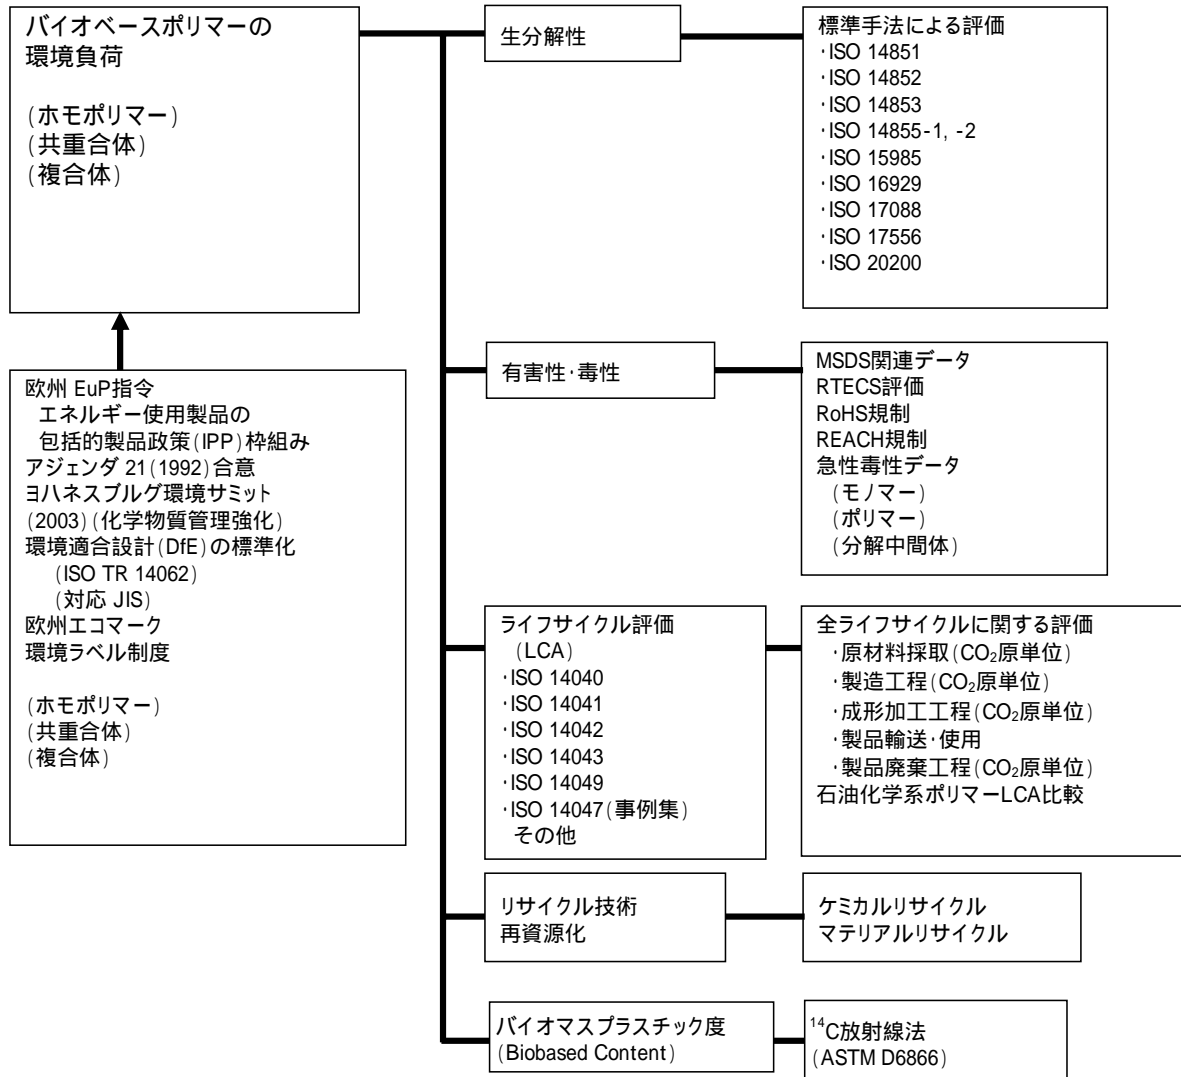 バイオベースポリマーの
環境負荷
(ホモポリマー)
(共重合体)
(複合体)
欧州 EuP指令
エネルギー使用製品の
包括的製品政策(IPP)枠組み
アジェンダ 21(1992)合意
ヨハネスブルグ環境サミット
(2003)(化学物質管理強化)
環境適合設計(DfE)の標準化
(ISO TR 14062)
(対応 JIS)
欧州エコマーク
環境ラベル制度
(ホモポリマー)
(共重合体)
(複合体)
生分解性
標準手法による評価
・ISO 14851
・ISO 14852
・ISO 14853
・ISO 14855-1, -2
・ISO 15985
・ISO 16929
・ISO 17088
・ISO 17556
・ISO 20200
有害性・毒性
MSDS関連データ
RTECS評価
RoHS規制
REACH規制
急性毒性データ
(モノマー)
(ポリマー)
(分解中間体)
ライフサイクル評価
(LCA)
・ISO 14040
・ISO 14041
・ISO 14042
・ISO 14043
・ISO 14049
・ISO 14047(事例集)
その他
全ライフサイクルに関する評価
・原材料採取(CO₂原単位)
・製造工程(CO₂原単位)
・成形加工工程(CO₂原単位)
・製品輸送・使用
・製品廃棄工程(CO₂原単位)
石油化学系ポリマーLCA比較
リサイクル技術
再資源化
ケミカルリサイクル
マテリアルリサイクル
バイオマスプラスチック度
(Biobased Content)
¹⁴C放射線法
(ASTM D6866)